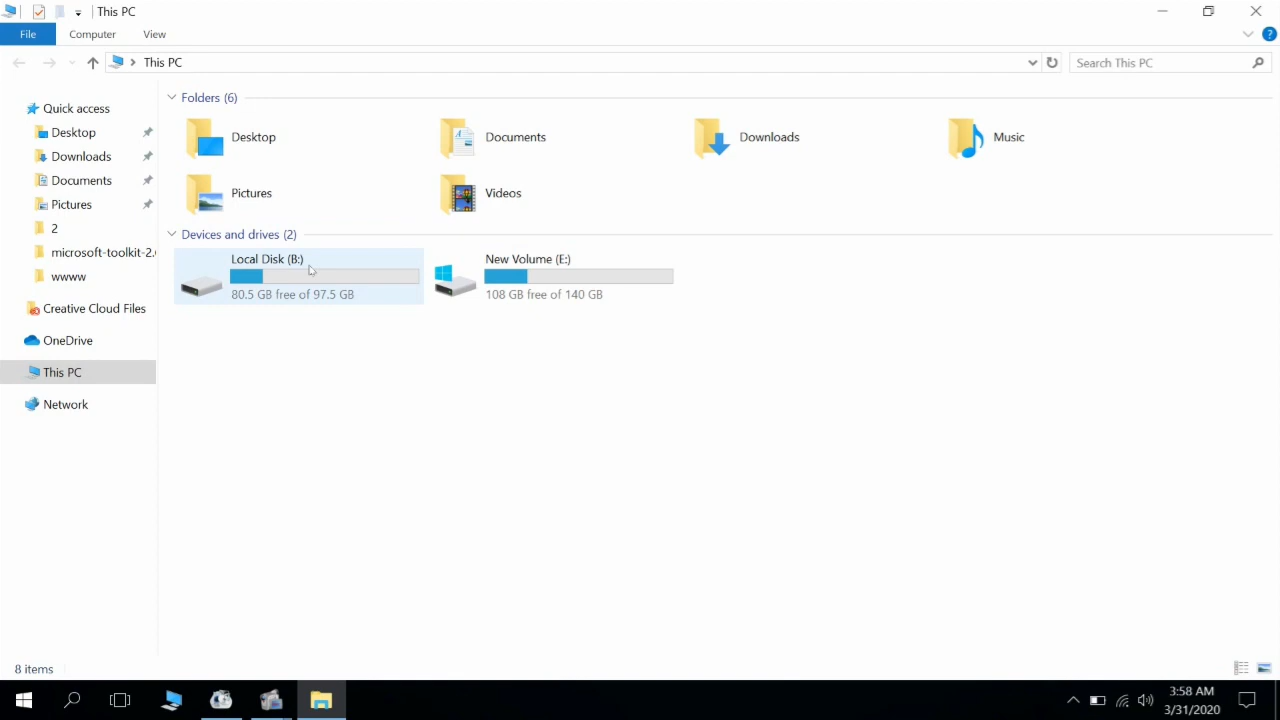 This PC
File
Computer
View
This PC
Search This PC
Quick access
Desktop
Downloads
Documents
Pictures
2
microsoft-toolkit-2.
wwww
Creative Cloud Files
OneDrive
This PC
Network
Folders (6)
Desktop
Documents
Downloads
Music
Pictures
Videos
Devices and drives (2)
Local Disk (B:)
80.5 GB free of 97.5 GB
New Volume (E:)
108 GB free of 140 GB
8 items
3:58 AM
3/31/2020